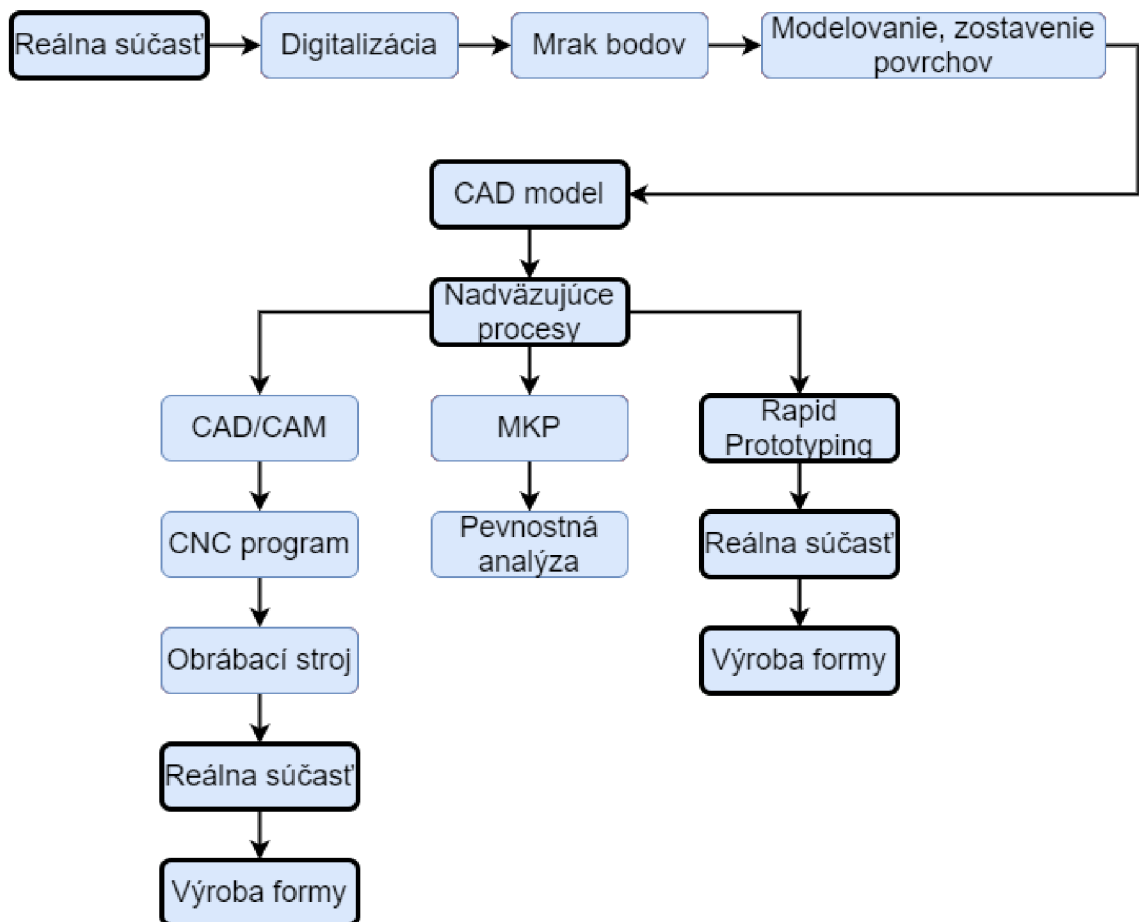 Reálna súčasť
Digitalizácia
Mrak bodov
Modelovanie, zostavenie
povrchov
CAD model
Nadväzujúce
procesy
CAD/CAM
MKP
Rapid
Prototyping
CNC program
Pevnostná
analýza
Reálna súčasť
Obrábací stroj
Výroba formy
Reálna súčasť
Výroba formy